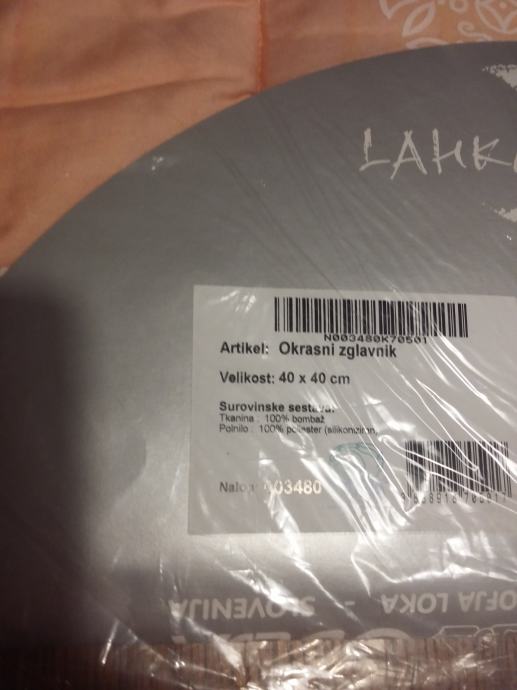 LAHK
N003480K70501
Artikel: Okrasni zglavnik
Velikost: 40 x 40 cm
Surovinske sestava:
Tkanina : 100% bombaž
Polnilo : 100% poliester (silikoniziran,
003480
OFJA LOKA - SLOVENIJA